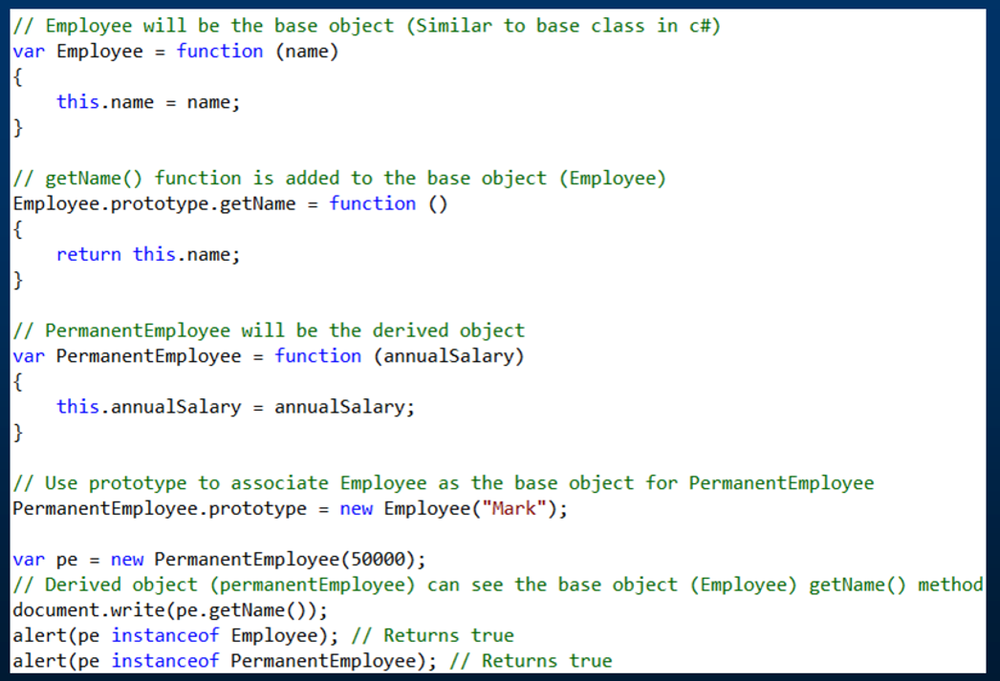 // Employee will be the base object (Similar to base class in c#)
var Employee = function (name)
{
    this.name = name;
}

// getName() function is added to the base object (Employee)
Employee.prototype.getName = function ()
{
    return this.name;
}

// PermanentEmployee will be the derived object
var PermanentEmployee = function (annualSalary)
{
    this.annualSalary = annualSalary;
}

// Use prototype to associate Employee as the base object for PermanentEmployee
PermanentEmployee.prototype = new Employee("Mark");

var pe = new PermanentEmployee(50000);
// Derived object (permanentEmployee) can see the base object (Employee) getName() method
document.write(pe.getName());
alert(pe instanceof Employee); // Returns true
alert(pe instanceof PermanentEmployee); // Returns true